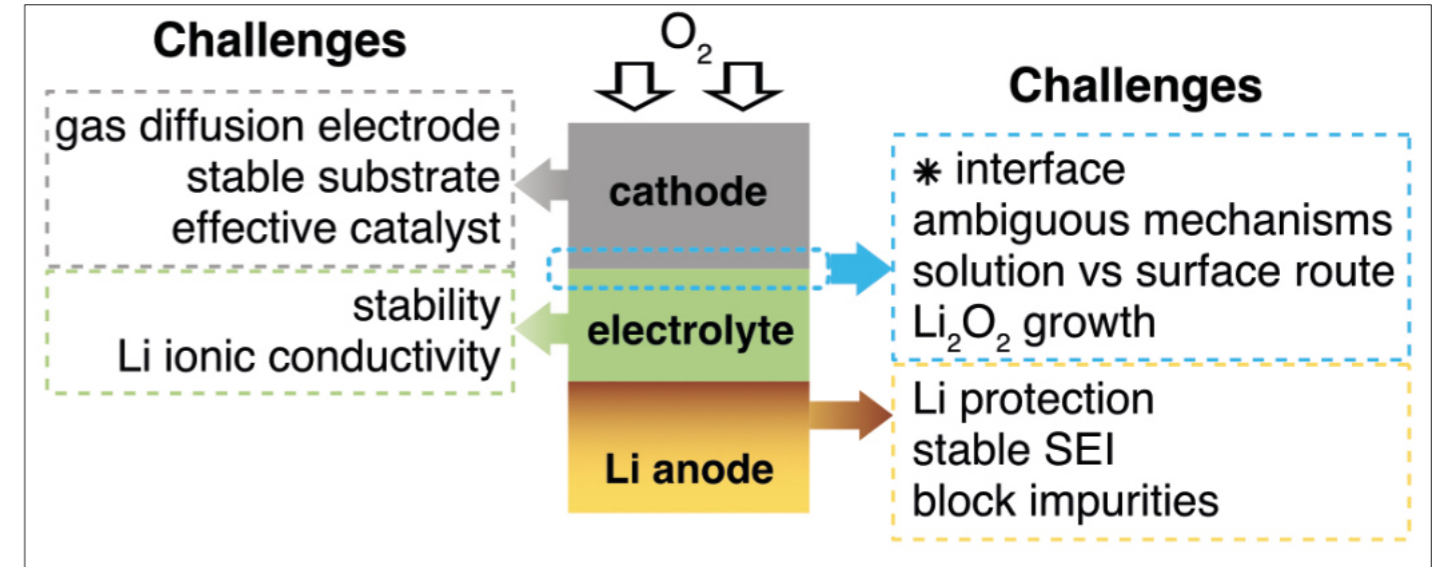 Challenges
gas diffusion electrode
stable substrate
effective catalyst
stability
Li ionic conductivity
O₂
cathode
electrolyte
Li anode
Challenges
⁎ interface
ambiguous mechanisms
solution vs surface route
Li₂O₂ growth
Li protection
stable SEI
block impurities